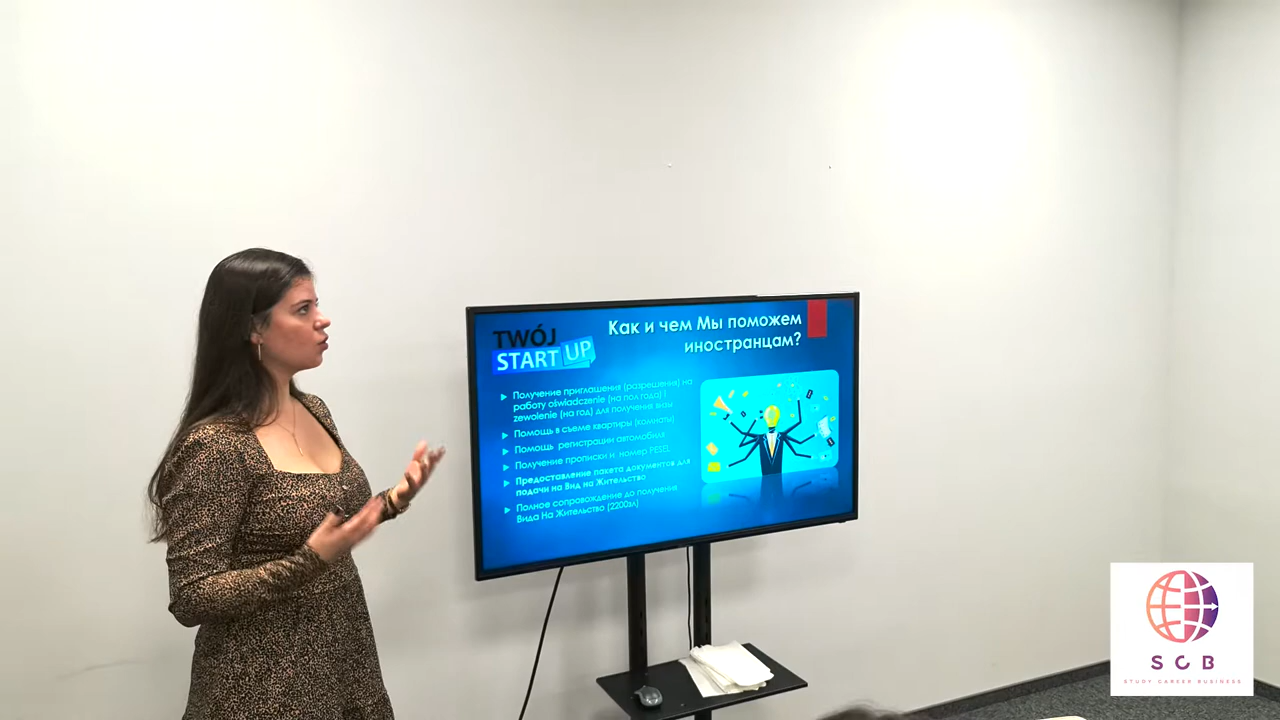 TWÓJ
START UP
Как и чем Мы поможем
иностранцам?
Получение приглашения (разрешения) на
работу oświadczenie (на пол года) i
zewolenie (на год) для получения визы
Помощь в съеме квартиры (комнаты)
Помощь регистрации автомобиля
Получение прописки и номер PESEL
Предоставление пакета документов для
подачи на Вид на Жительство
Полное сопровождение до получения
Вида На Жительство (2200зл)
SCB
STUDY CAREER BUSINESS